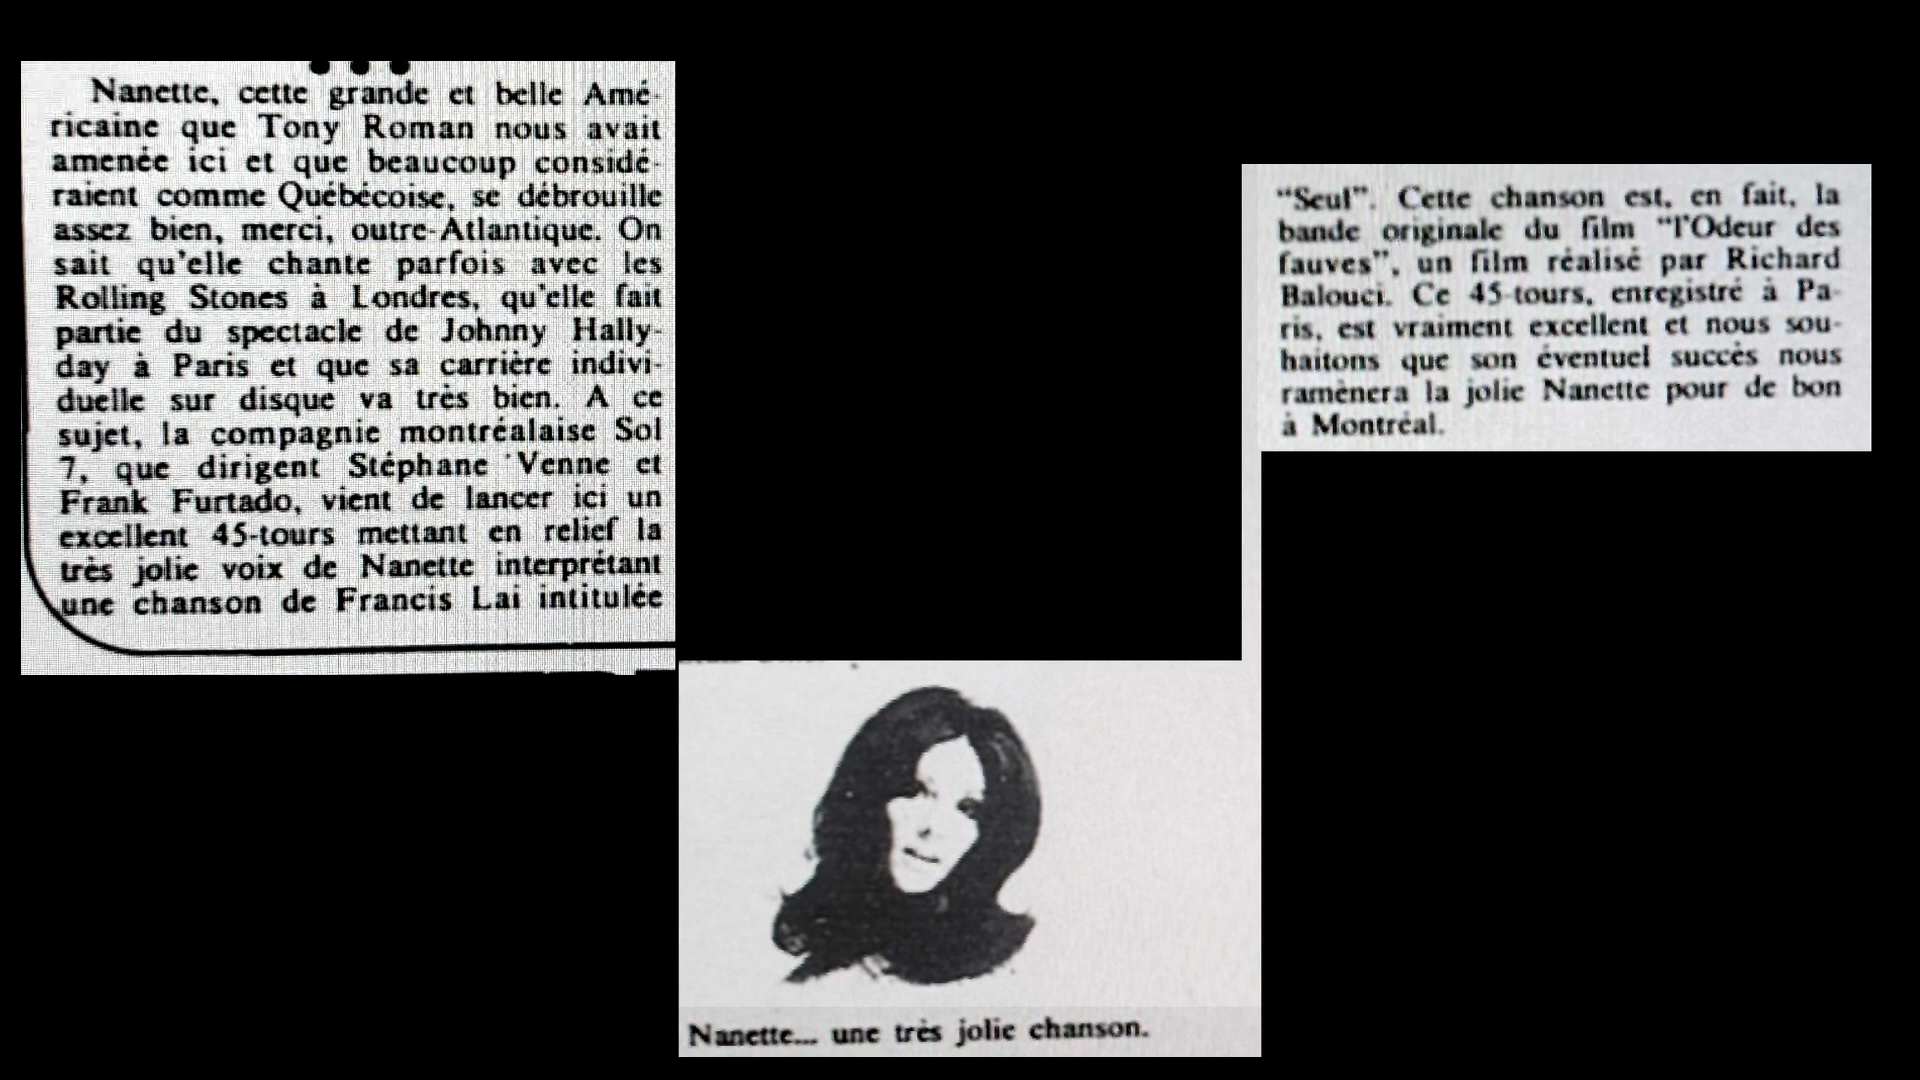 Nanette, cette grande et belle Amé-
ricaine que Tony Roman nous avait
amenée ici et que beaucoup considé-
raient comme Québécoise, se débrouille
assez bien, merci, outre-Atlantique. On
sait qu'elle chante parfois avec les
Rolling Stones à Londres, qu'elle fait
partie du spectacle de Johnny Hally-
day à Paris et que sa carrière indivi-
duelle sur disque va très bien. A ce
sujet, la compagnie montréalaise Sol
7, que dirigent Stéphane Venne et
Frank Furtado, vient de lancer ici un
excellent 45-tours mettant en relief la
très jolie voix de Nanette interprétant
une chanson de Francis Lai intitulée
"Seul". Cette chanson est, en fait, la
bande originale du film "l'Odeur des
fauves", un film réalisé par Richard
Balouci. Ce 45-tours, enregistré à Pa-
ris, est vraiment excellent et nous sou-
haitons que son éventuel succès nous
ramènera la jolie Nanette pour de bon
à Montréal.
Nanette... une très jolie chanson.